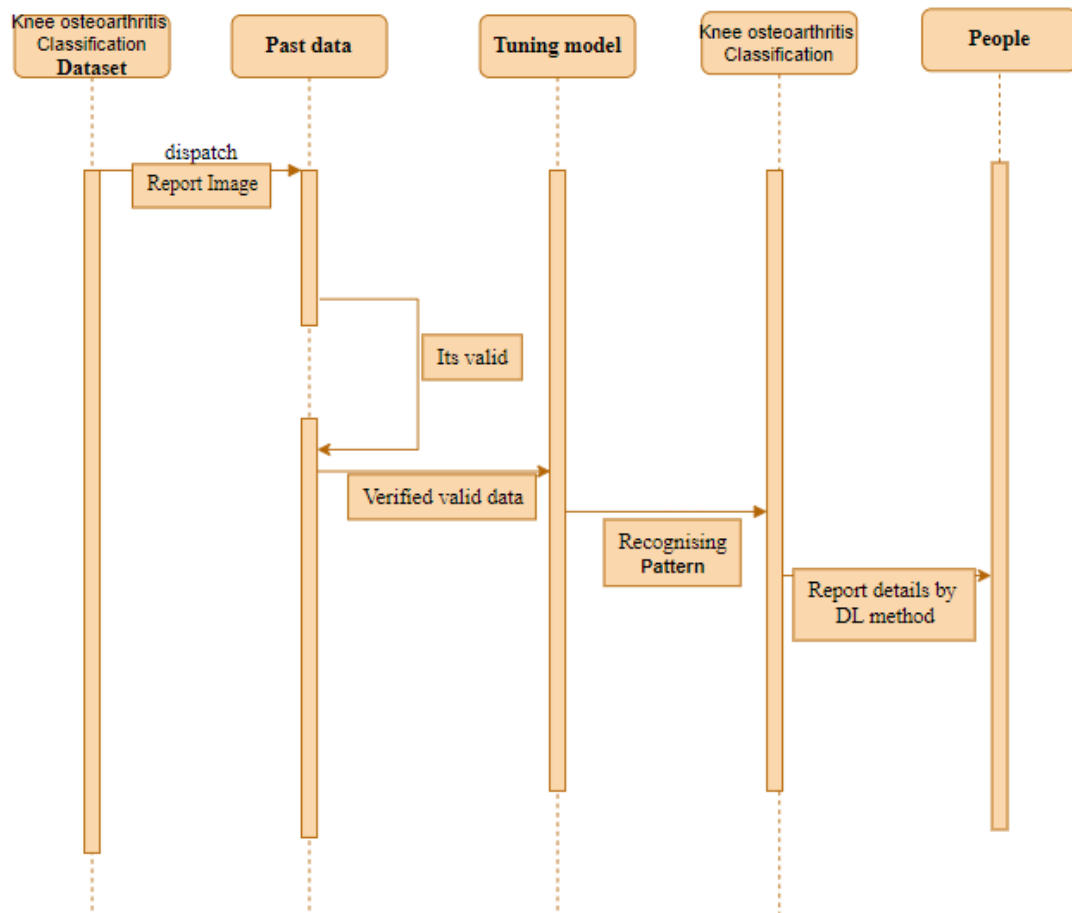 Knee osteoarthritis
Classification
Dataset
Past data
Tuning model
Knee osteoarthritis
Classification
People
dispatch
Report Image
Its valid
Verified valid data
Recognising
Pattern
Report details by
DL method